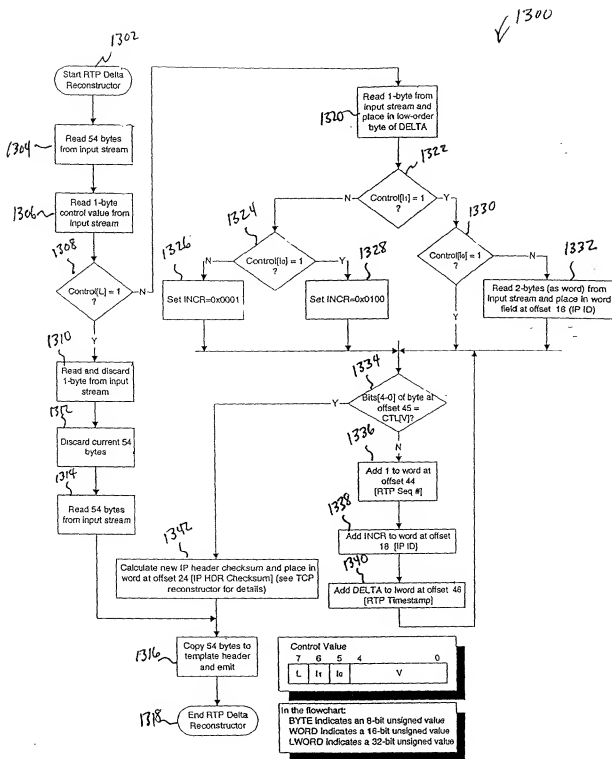 1300
1302
Start RTP Delta
Reconstructor
1304
Read 54 bytes
from input stream
1306
Read 1-byte
control value from
input stream
1308
Control[L] = 1
?
N
Y
1310
Read and discard
1-byte from input
stream
1312
Discard current 54
bytes
1314
Read 54 bytes
from input stream
1320
Read 1-byte from
input stream and
place in low-order
byte of DELTA
1322
Control[I1] = 1
?
N
Y
1324
Control[I0] = 1
?
N
Y
1326
Set INCR=0x0001
1328
Set INCR=0x0100
1330
Control[I0] = 1
?
N
Y
1332
Read 2-bytes (as word) from
input stream and place in word
field at offset 18 (IP ID)
1334
Bits[4-0] of byte at
offset 45 =
CTL[V]?
Y
N
1336
Add 1 to word at
offset 44
[RTP Seq #]
1338
Add INCR to word at offset
18 [IP ID]
1340
Add DELTA to lword at offset 46
[RTP Timestamp]
1342
Calculate new IP header checksum and place in
word at offset 24 [IP HDR Checksum] (see TCP
reconstructor for details)
1316
Copy 54 bytes to
template header
and emit
1318
End RTP Delta
Reconstructor
Control Value
7 6 5 4 0
L I1 I0 V
In the flowchart:
BYTE indicates an 8-bit unsigned value
WORD indicates a 16-bit unsigned value
LWORD indicates a 32-bit unsigned value